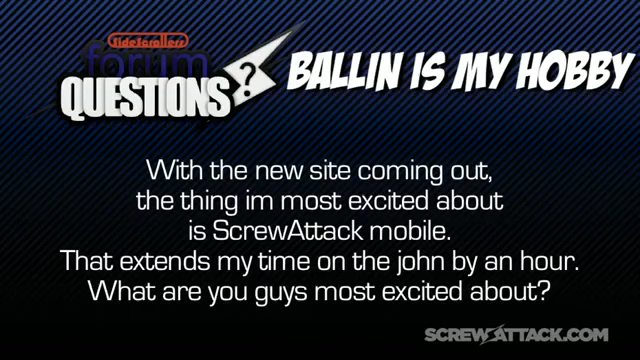 SideScrollers
forum
QUESTIONS
?
BALLIN IS MY HOBBY
With the new site coming out,
the thing im most excited about
is ScrewAttack mobile.
That extends my time on the john by an hour.
What are you guys most excited about?
SCREWATTACK.COM